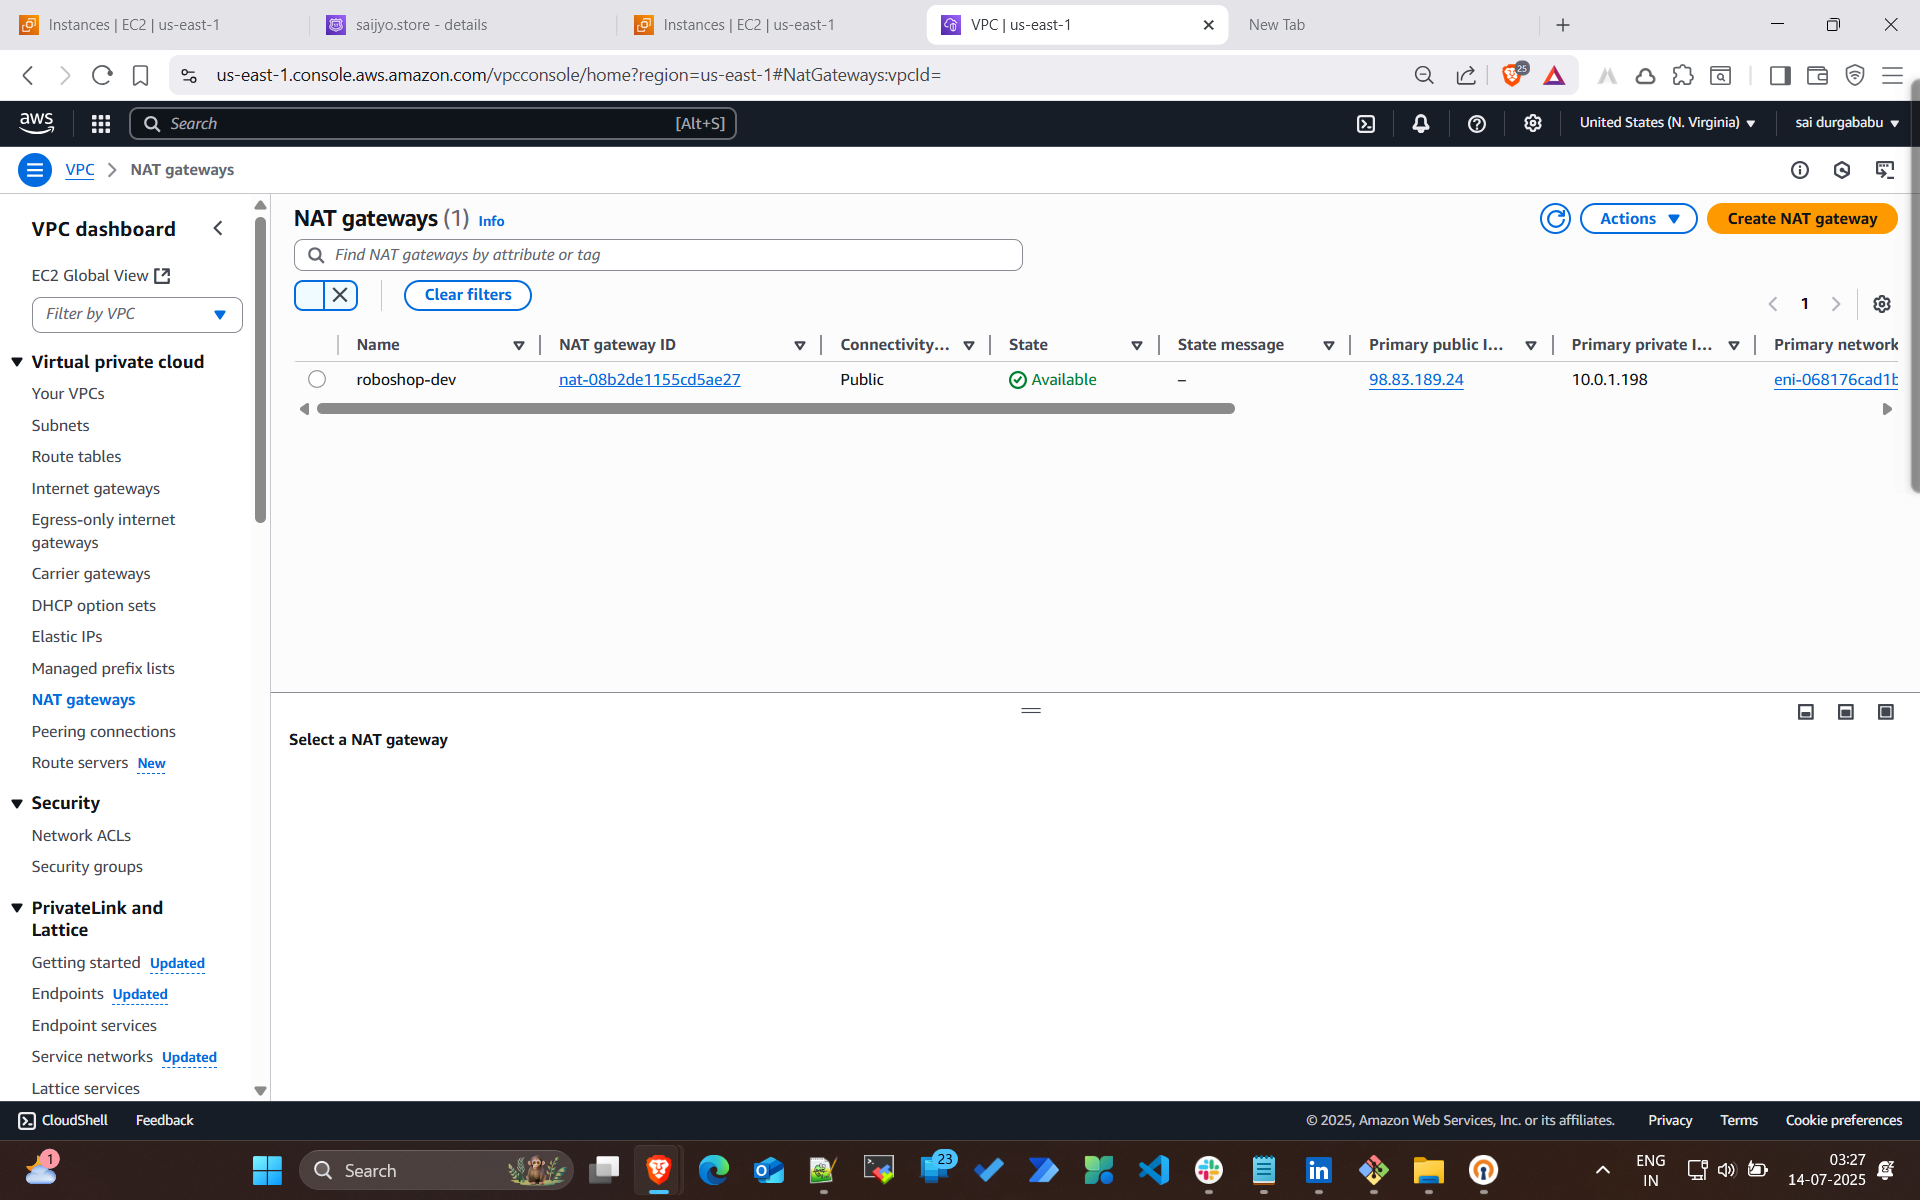 Instances | EC2 | us-east-1
saijyo.store - details
Instances | EC2 | us-east-1
VPC | us-east-1
New Tab
us-east-1.console.aws.amazon.com/vpcconsole/home?region=us-east-1#NatGateways:vpcId=
25
aws
Search
[Alt+S]
United States (N. Virginia)
sai durgababu
VPC
NAT gateways
VPC dashboard
EC2 Global View
Filter by VPC
Virtual private cloud
Your VPCs
Subnets
Route tables
Internet gateways
Egress-only internet
gateways
Carrier gateways
DHCP option sets
Elastic IPs
Managed prefix lists
NAT gateways
Peering connections
Route servers New
Security
Network ACLs
Security groups
PrivateLink and
Lattice
Getting started Updated
Endpoints Updated
Endpoint services
Service networks Updated
Lattice services
NAT gateways (1) Info
Actions
Create NAT gateway
Find NAT gateways by attribute or tag
Clear filters
1
Name NAT gateway ID Connectivity... State State message Primary public I... Primary private I... Primary network
roboshop-dev nat-08b2de1155cd5ae27 Public Available – 98.83.189.24 10.0.1.198 eni-068176cad1b
Select a NAT gateway
CloudShell Feedback © 2025, Amazon Web Services, Inc. or its affiliates. Privacy Terms Cookie preferences
1
Search
23
ENG
IN
03:27
14-07-2025